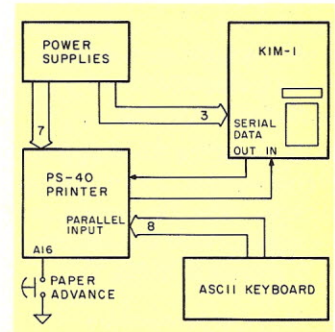 POWER
SUPPLIES
KIM-1
7
3
SERIAL
DATA
OUT IN
PS-40
PRINTER
PARALLEL
INPUT
8
A16
PAPER
ADVANCE
ASCII KEYBOARD